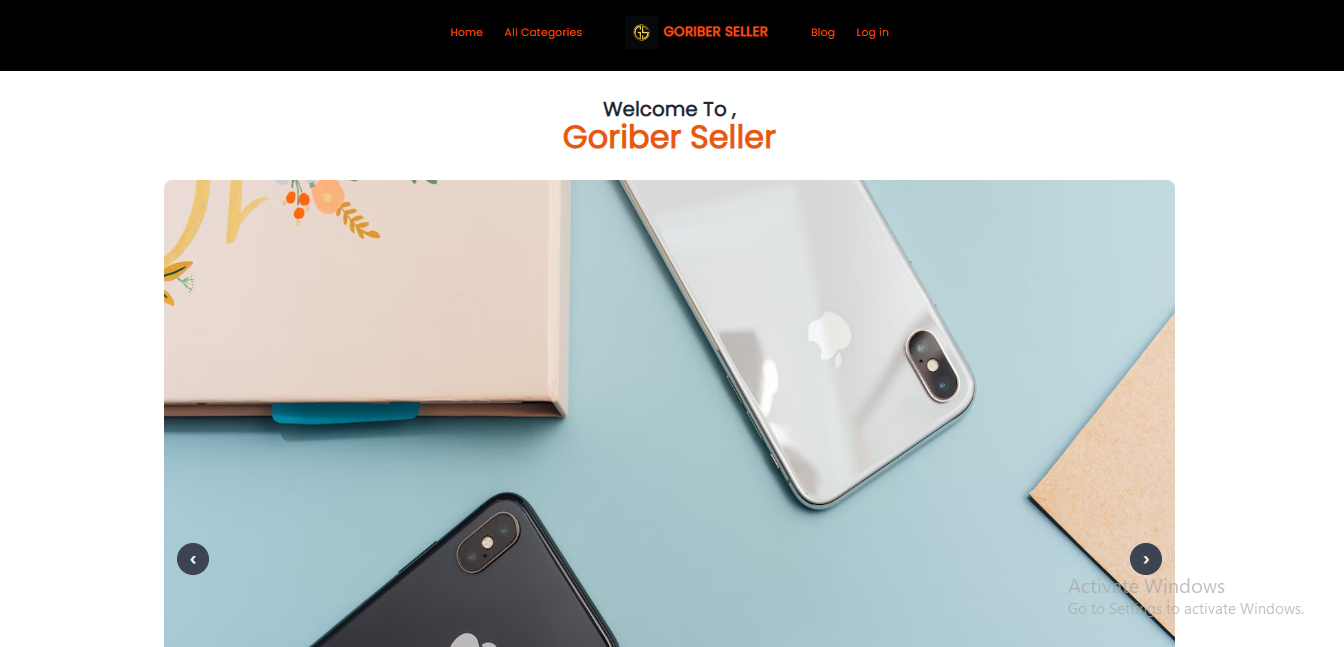 Home All Categories GS GORIBER SELLER Blog Log in
Welcome To ,
Goriber Seller
‹ ›
Activate Windows
Go to Settings to activate Windows.